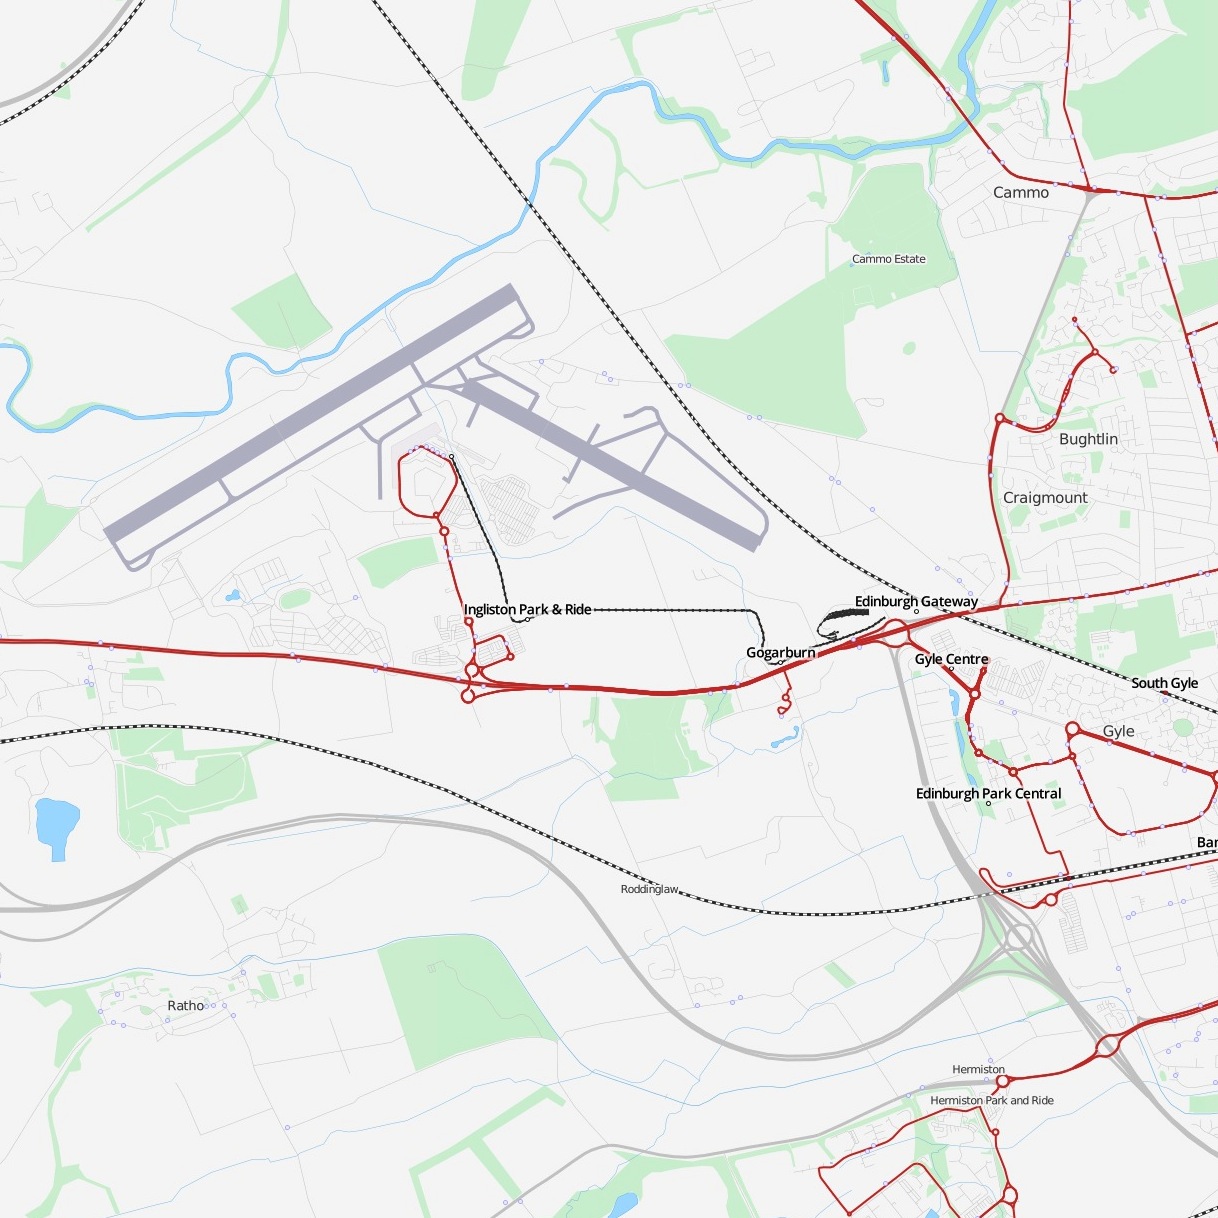 Cammo
Cammo Estate
Bughtlin
Craigmount
Edinburgh Gateway
Ingliston Park & Ride
Gogarburn
Gyle Centre
South Gyle
Gyle
Edinburgh Park Central
Ban
Roddinglaw
Ratho
Hermiston
Hermiston Park and Ride